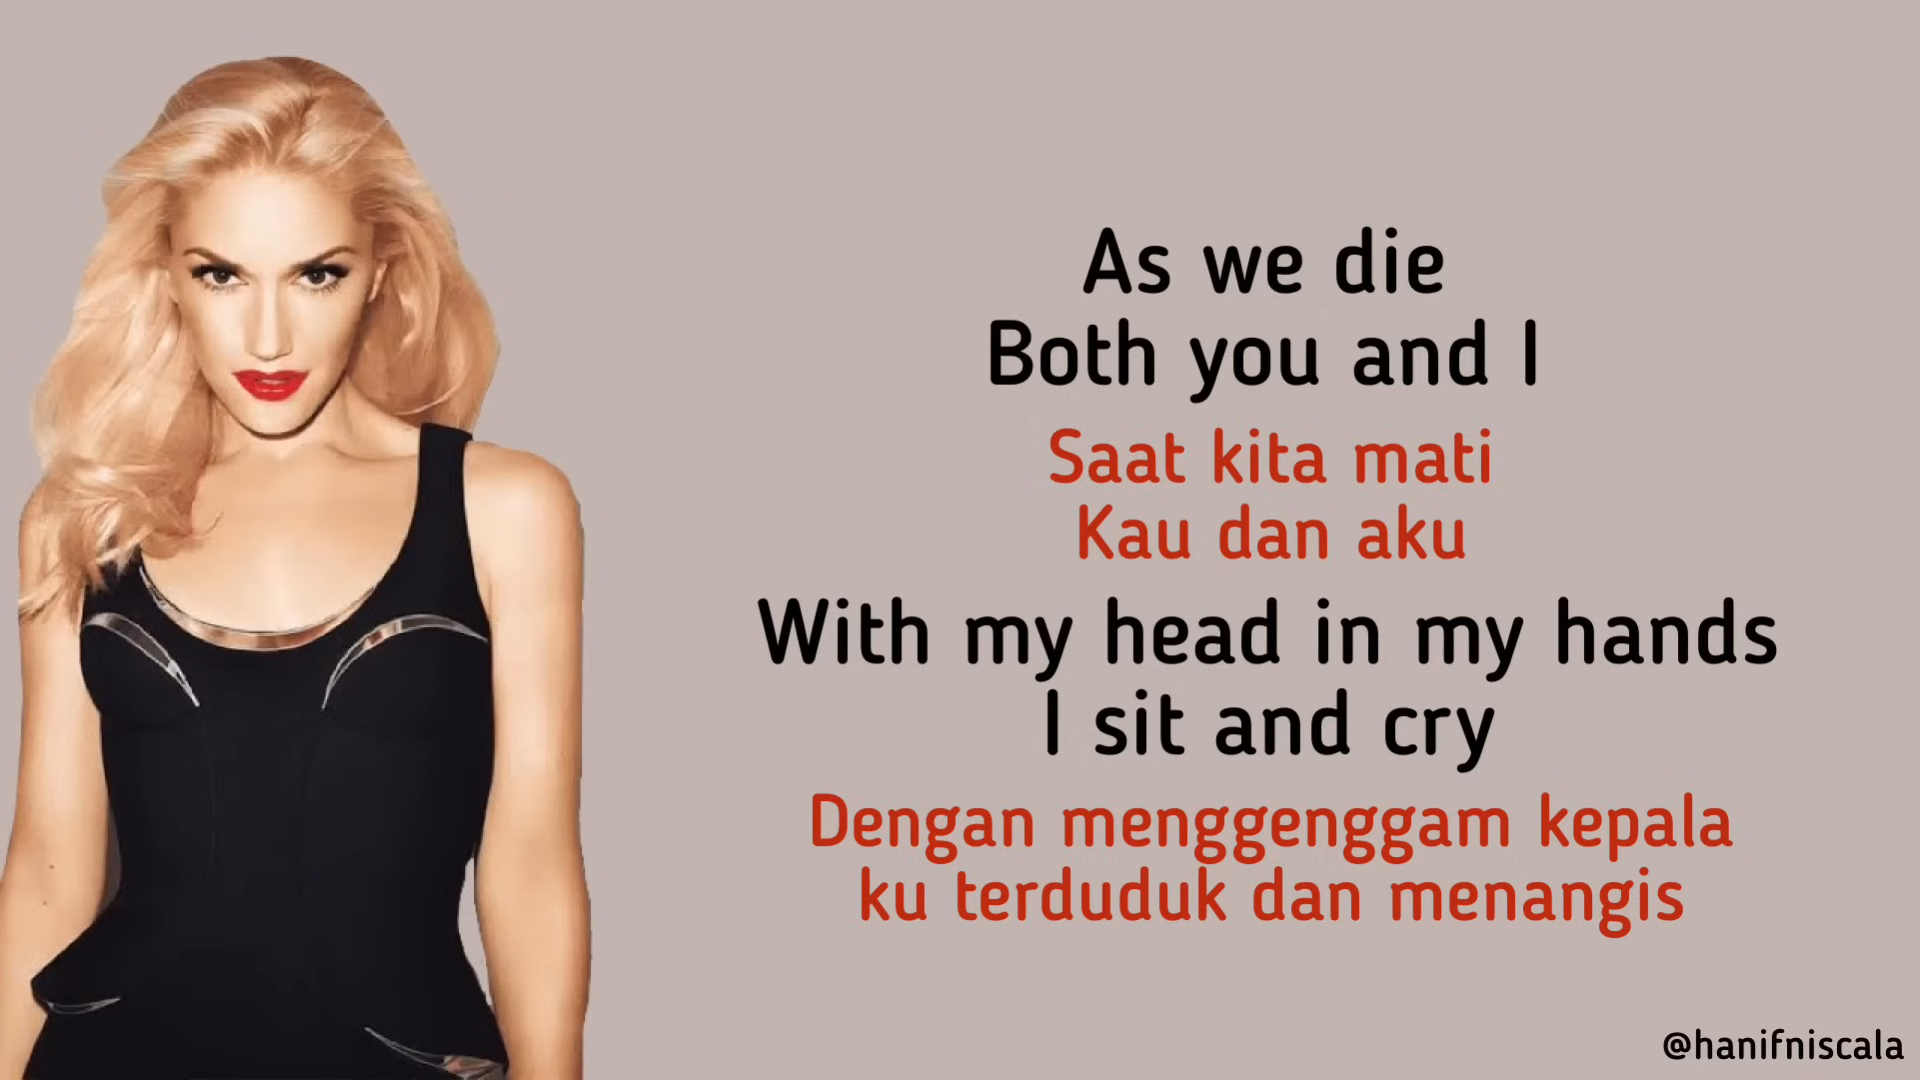 As we die
Both you and I
Saat kita mati
Kau dan aku
With my head in my hands
I sit and cry
Dengan menggenggam kepala
ku terduduk dan menangis
@hanifniscala